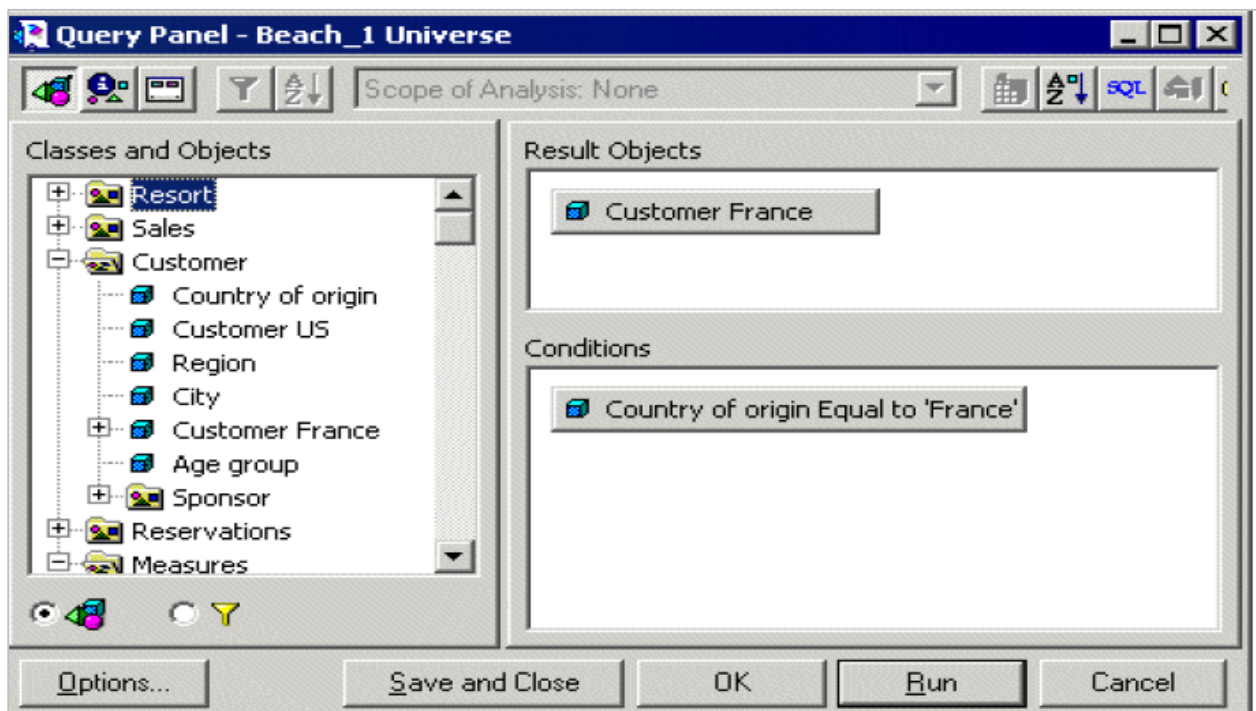 Query Panel - Beach_1 Universe
Scope of Analysis: None
SQL
Classes and Objects
Resort
Sales
Customer
Country of origin
Customer US
Region
City
Customer France
Age group
Sponsor
Reservations
Measures
Result Objects
Customer France
Conditions
Country of origin Equal to 'France'
Options...
Save and Close
OK
Run
Cancel